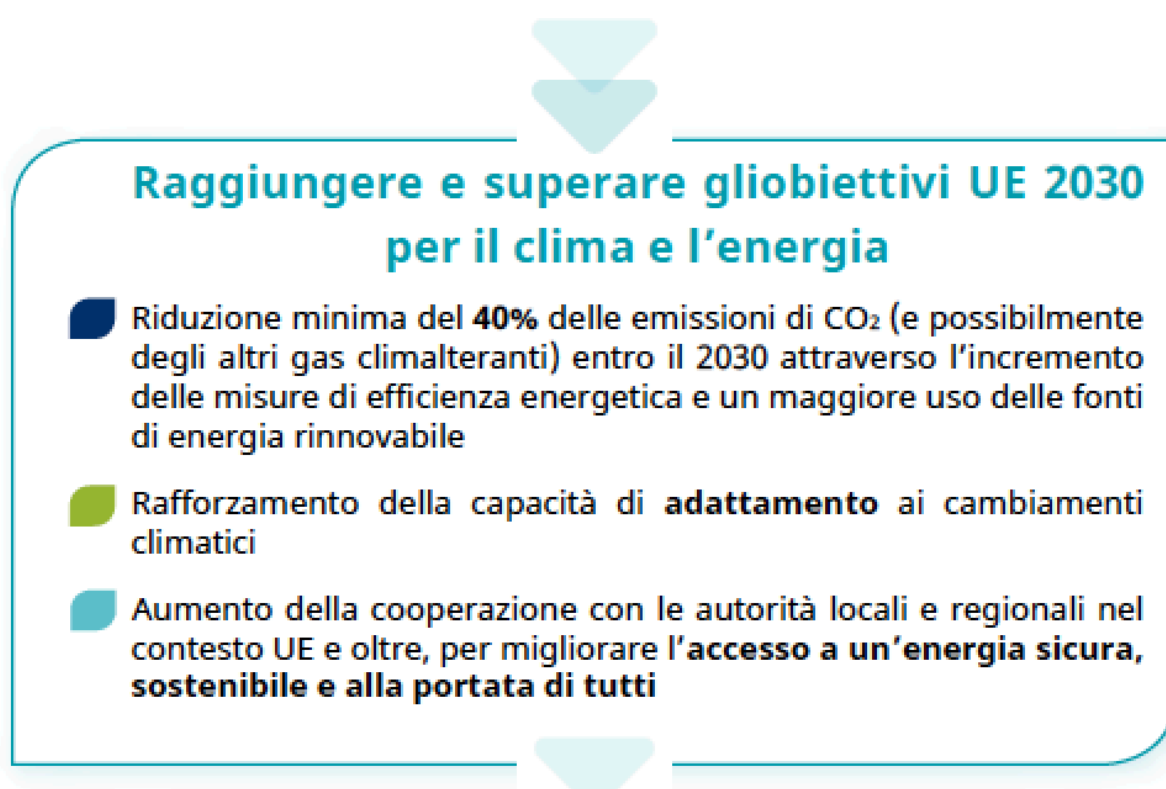 Raggiungere e superare gliobiettivi UE 2030
per il clima e l’energia
Riduzione minima del 40% delle emissioni di CO₂ (e possibilmente
degli altri gas climalteranti) entro il 2030 attraverso l’incremento
delle misure di efficienza energetica e un maggiore uso delle fonti
di energia rinnovabile
Rafforzamento della capacità di adattamento ai cambiamenti
climatici
Aumento della cooperazione con le autorità locali e regionali nel
contesto UE e oltre, per migliorare l’accesso a un’energia sicura,
sostenibile e alla portata di tutti